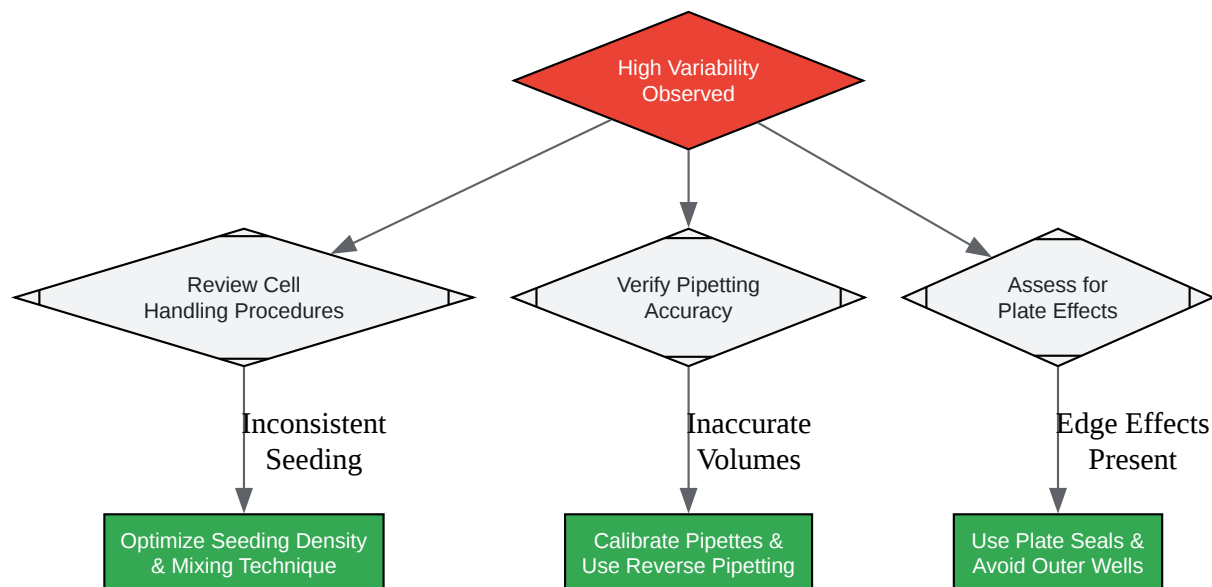 High Variability
Observed
Review Cell
Handling Procedures
Verify Pipetting
Accuracy
Assess for
Plate Effects
Inconsistent
Seeding
Inaccurate
Volumes
Edge Effects
Present
Optimize Seeding Density
& Mixing Technique
Calibrate Pipettes &
Use Reverse Pipetting
Use Plate Seals &
Avoid Outer Wells